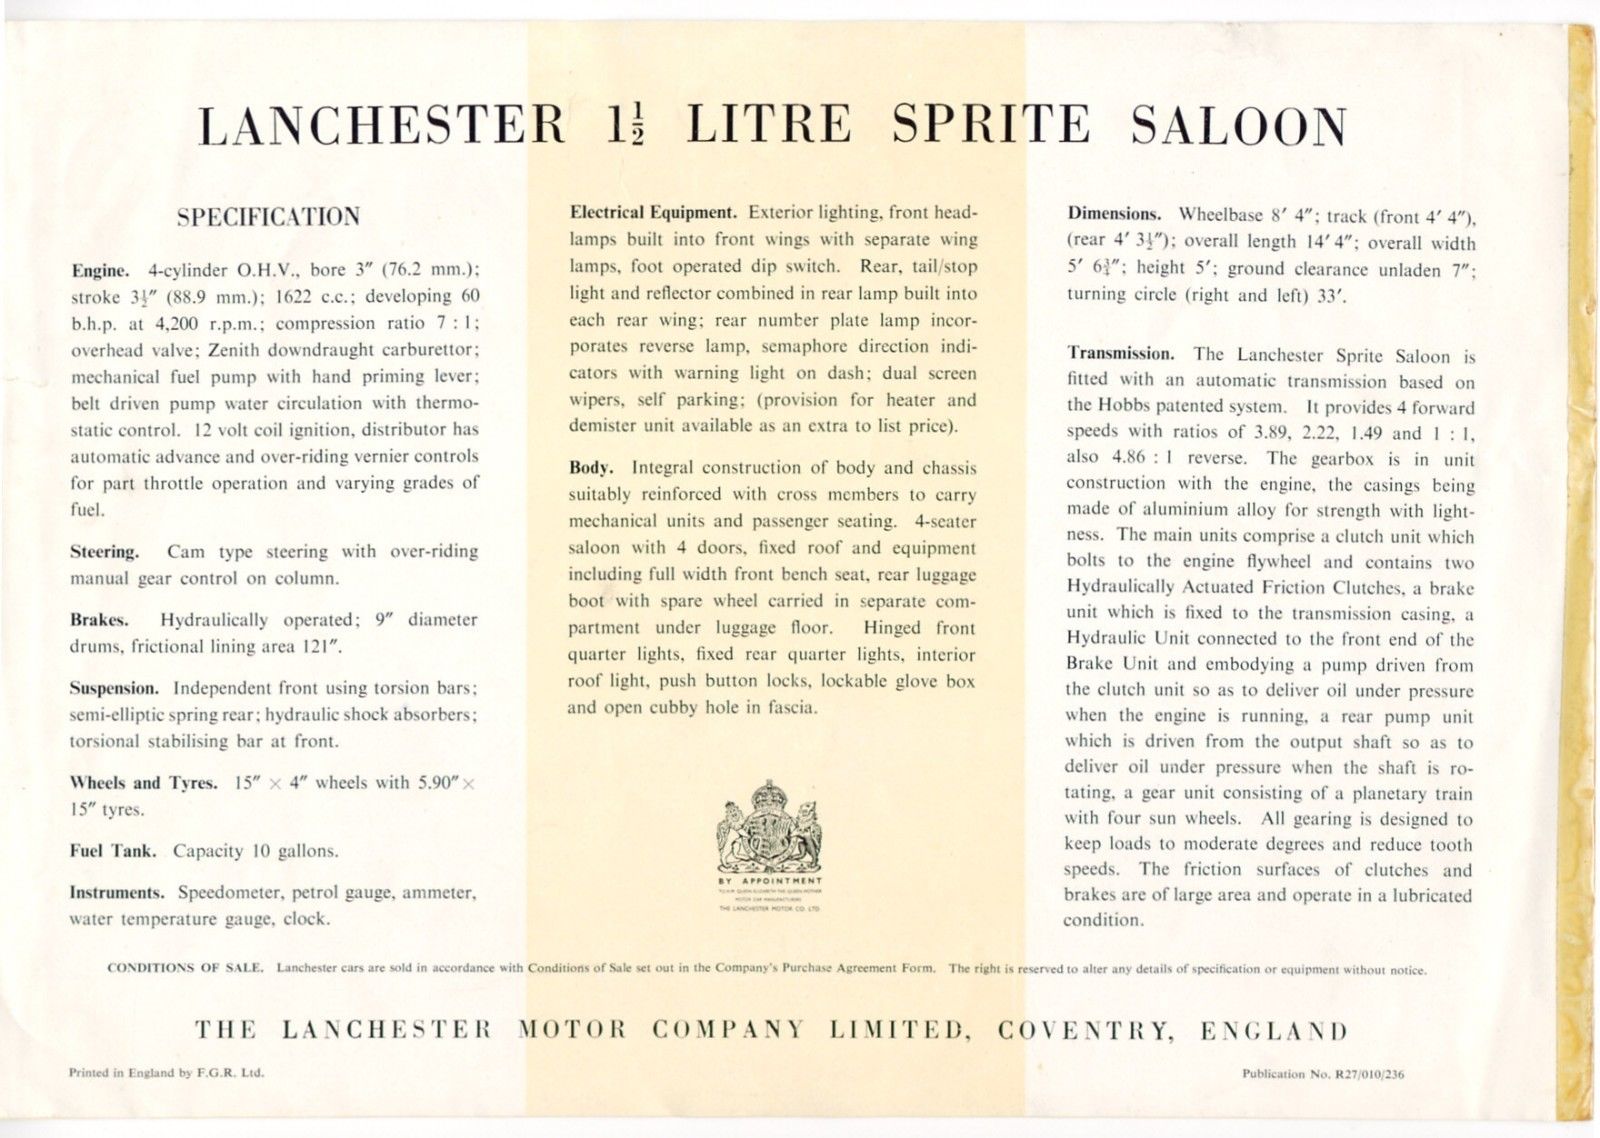 LANCHESTER 1½ LITRE SPRITE SALOON
SPECIFICATION
Engine. 4-cylinder O.H.V., bore 3″ (76.2 mm.);
stroke 3½″ (88.9 mm.); 1622 c.c.; developing 60
b.h.p. at 4,200 r.p.m.; compression ratio 7 : 1;
overhead valve; Zenith downdraught carburettor;
mechanical fuel pump with hand priming lever;
belt driven pump water circulation with thermo-
static control. 12 volt coil ignition, distributor has
automatic advance and over-riding vernier controls
for part throttle operation and varying grades of
fuel.
Steering. Cam type steering with over-riding
manual gear control on column.
Brakes. Hydraulically operated; 9″ diameter
drums, frictional lining area 121″.
Suspension. Independent front using torsion bars;
semi-elliptic spring rear; hydraulic shock absorbers;
torsional stabilising bar at front.
Wheels and Tyres. 15″ × 4″ wheels with 5.90″ ×
15″ tyres.
Fuel Tank. Capacity 10 gallons.
Instruments. Speedometer, petrol gauge, ammeter,
water temperature gauge, clock.
Electrical Equipment. Exterior lighting, front head-
lamps built into front wings with separate wing
lamps, foot operated dip switch. Rear, tail/stop
light and reflector combined in rear lamp built into
each rear wing; rear number plate lamp incor-
porates reverse lamp, semaphore direction indi-
cators with warning light on dash; dual screen
wipers, self parking; (provision for heater and
demister unit available as an extra to list price).
Body. Integral construction of body and chassis
suitably reinforced with cross members to carry
mechanical units and passenger seating. 4-seater
saloon with 4 doors, fixed roof and equipment
including full width front bench seat, rear luggage
boot with spare wheel carried in separate com-
partment under luggage floor. Hinged front
quarter lights, fixed rear quarter lights, interior
roof light, push button locks, lockable glove box
and open cubby hole in fascia.
BY APPOINTMENT
TO H.M. QUEEN ELIZABETH THE QUEEN MOTHER
MOTOR CAR MANUFACTURERS
THE LANCHESTER MOTOR CO. LTD
Dimensions. Wheelbase 8′ 4″; track (front 4′ 4″),
(rear 4′ 3½″); overall length 14′ 4″; overall width
5′ 6¾″; height 5′; ground clearance unladen 7″;
turning circle (right and left) 33′.
Transmission. The Lanchester Sprite Saloon is
fitted with an automatic transmission based on
the Hobbs patented system. It provides 4 forward
speeds with ratios of 3.89, 2.22, 1.49 and 1 : 1,
also 4.86 : 1 reverse. The gearbox is in unit
construction with the engine, the casings being
made of aluminium alloy for strength with light-
ness. The main units comprise a clutch unit which
bolts to the engine flywheel and contains two
Hydraulically Actuated Friction Clutches, a brake
unit which is fixed to the transmission casing, a
Hydraulic Unit connected to the front end of the
Brake Unit and embodying a pump driven from
the clutch unit so as to deliver oil under pressure
when the engine is running, a rear pump unit
which is driven from the output shaft so as to
deliver oil under pressure when the shaft is ro-
tating, a gear unit consisting of a planetary train
with four sun wheels. All gearing is designed to
keep loads to moderate degrees and reduce tooth
speeds. The friction surfaces of clutches and
brakes are of large area and operate in a lubricated
condition.
CONDITIONS OF SALE. Lanchester cars are sold in accordance with Conditions of Sale set out in the Company's Purchase Agreement Form. The right is reserved to alter any details of specification or equipment without notice.
THE LANCHESTER MOTOR COMPANY LIMITED, COVENTRY, ENGLAND
Printed in England by F.G.R. Ltd.
Publication No. R27/010/236